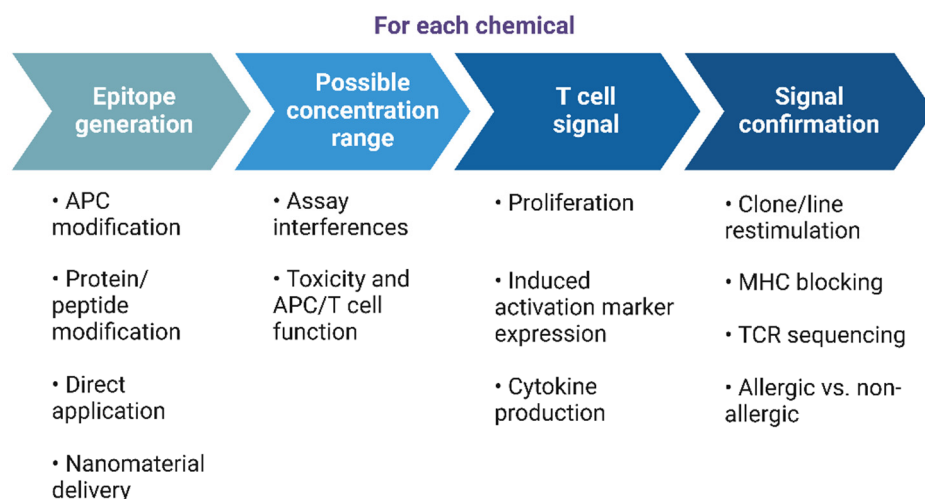 For each chemical
Epitope
generation
Possible
concentration
range
T cell
signal
Signal
confirmation
• APC
modification
• Protein/
peptide
modification
• Direct
application
• Nanomaterial
delivery
• Assay
interferences
• Toxicity and
APC/T cell
function
• Proliferation
• Induced
activation marker
expression
• Cytokine
production
• Clone/line
restimulation
• MHC blocking
• TCR sequencing
• Allergic vs. non-
allergic